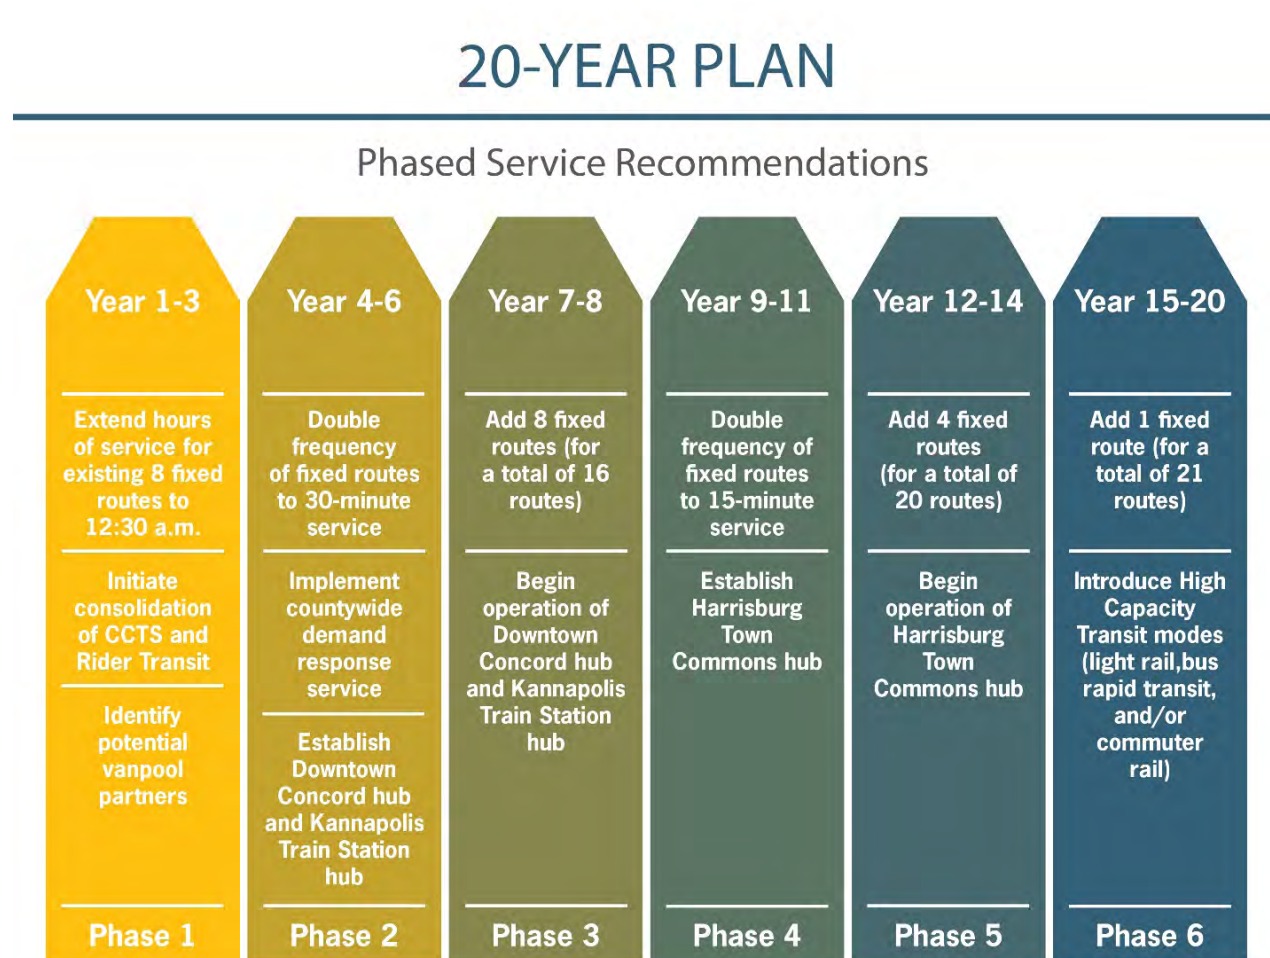 20-YEAR PLAN
Phased Service Recommendations
Year 1-3
Extend hours
of service for
existing 8 fixed
routes to
12:30 a.m.
Initiate
consolidation
of CCTS and
Rider Transit
Identify
potential
vanpool
partners
Phase 1
Year 4-6
Double
frequency
of fixed routes
to 30-minute
service
Implement
countywide
demand
response
service
Establish
Downtown
Concord hub
and Kannapolis
Train Station
hub
Phase 2
Year 7-8
Add 8 fixed
routes (for
a total of 16
routes)
Begin
operation of
Downtown
Concord hub
and Kannapolis
Train Station
hub
Phase 3
Year 9-11
Double
frequency of
fixed routes
to 15-minute
service
Establish
Harrisburg
Town
Commons hub
Phase 4
Year 12-14
Add 4 fixed
routes
(for a total of
20 routes)
Begin
operation of
Harrisburg
Town
Commons hub
Phase 5
Year 15-20
Add 1 fixed
route (for a
total of 21
routes)
Introduce High
Capacity
Transit modes
(light rail,bus
rapid transit,
and/or
commuter
rail)
Phase 6